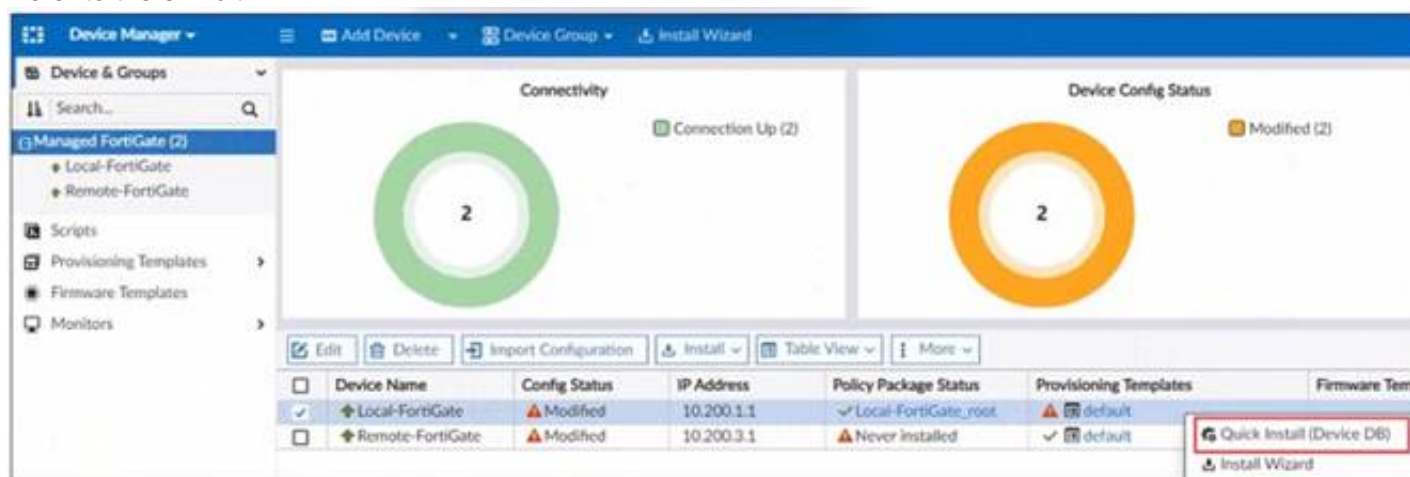 Device Manager
Add Device
Device Group
Install Wizard
Device & Groups
Search...
Managed FortiGate (2)
Local-FortiGate
Remote-FortiGate
Scripts
Provisioning Templates
Firmware Templates
Monitors
Connectivity
Connection Up (2)
2
Device Config Status
Modified (2)
2
Edit Delete Import Configuration Install Table View More
Device Name Config Status IP Address Policy Package Status Provisioning Templates Firmware Tem
Local-FortiGate Modified 10.200.1.1 Local-FortiGate_root default
Remote-FortiGate Modified 10.200.3.1 Never Installed default
Quick Install (Device DB)
Install Wizard